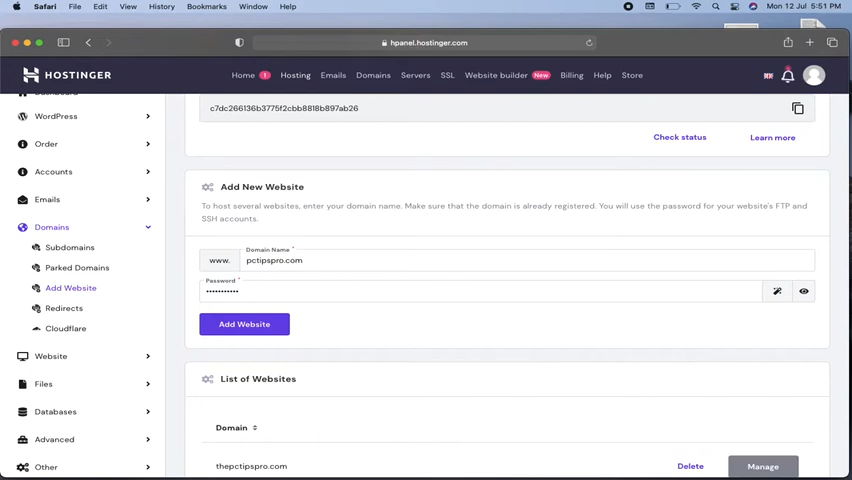 Safari File Edit View History Bookmarks Window Help Mon 12 Jul 5:51 PM
hpanel.hostinger.com
HOSTINGER Home 1 Hosting Emails Domains Servers SSL Website builder New Billing Help Store
Dashboard
WordPress
Order
Accounts
Emails
Domains
Subdomains
Parked Domains
Add Website
Redirects
Cloudflare
Website
Files
Databases
Advanced
Other
c7dc266136b3775f2cbb8818b897ab26
Check status Learn more
Add New Website
To host several websites, enter your domain name. Make sure that the domain is already registered. You will use the password for your website's FTP and
SSH accounts.
Domain Name *
www. pctipspro.com
Password *
•••••••••••
Add Website
List of Websites
Domain
thepctipspro.com Delete Manage